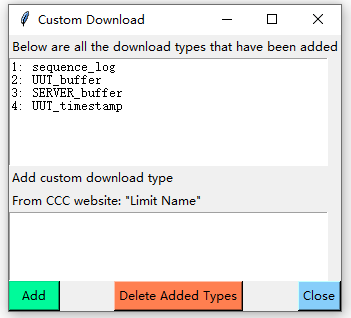 Custom Download
Below are all the download types that have been added
1: sequence_log
2: UUT_buffer
3: SERVER_buffer
4: UUT_timestamp
Add custom download type
From CCC website: "Limit Name"
Add
Delete Added Types
Close